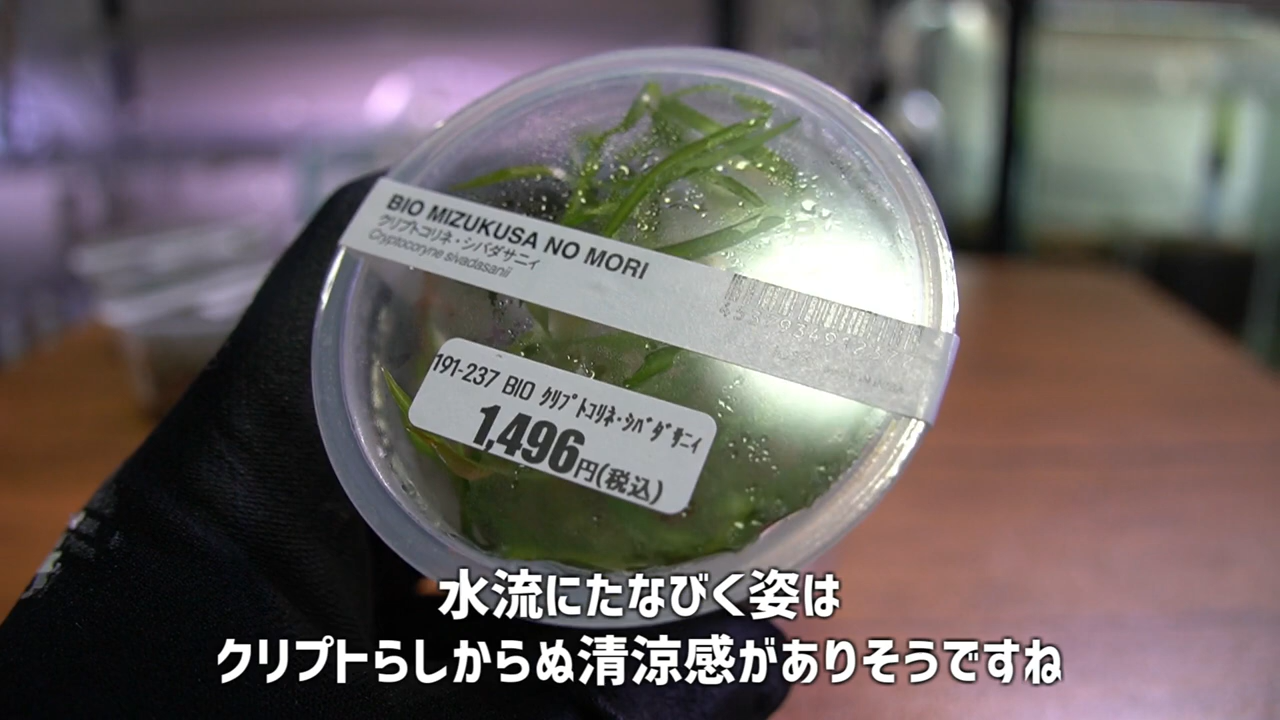 BIO MIZUKUSA NO MORI
クリプトコリネ・シバダサニィ
Cryptocoryne sivadasanii
191-237 BIO ｸﾘﾌﾟﾄｺﾘﾈ･ｼﾊﾞﾀﾞｻﾆｨ
1,496円(税込)
水流にたなびく姿は
クリプトらしからぬ清涼感がありそうですね